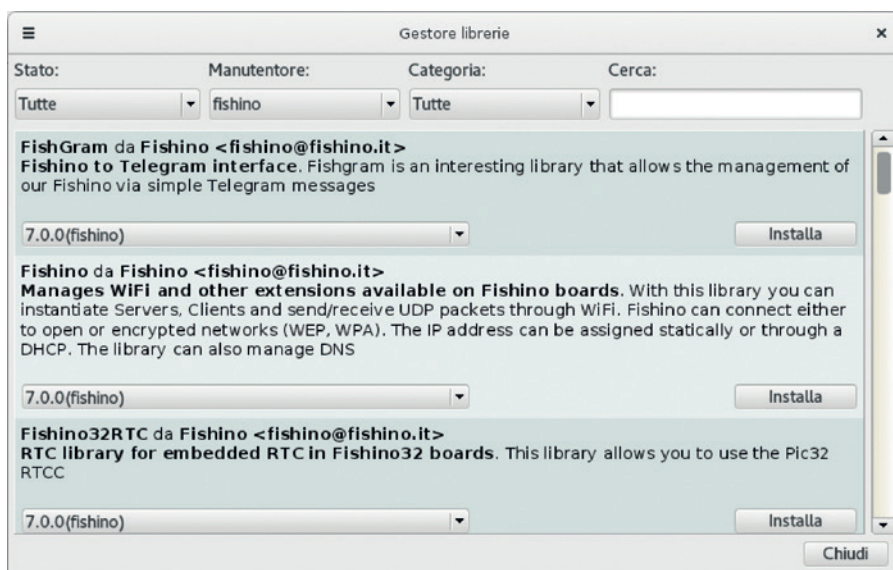 Gestore librerie
Stato: Manutentore: Categoria: Cerca:
Tutte fishino Tutte
FishGram da Fishino <fishino@fishino.it>
Fishino to Telegram interface. Fishgram is an interesting library that allows the management of
our Fishino via simple Telegram messages
7.0.0(fishino) Installa
Fishino da Fishino <fishino@fishino.it>
Manages WiFi and other extensions available on Fishino boards. With this library you can
instantiate Servers, Clients and send/receive UDP packets through WiFi. Fishino can connect either
to open or encrypted networks (WEP, WPA). The IP address can be assigned statically or through a
DHCP. The library can also manage DNS
7.0.0(fishino) Installa
Fishino32RTC da Fishino <fishino@fishino.it>
RTC library for embedded RTC in Fishino32 boards. This library allows you to use the Pic32
RTCC
7.0.0(fishino) Installa
Chiudi